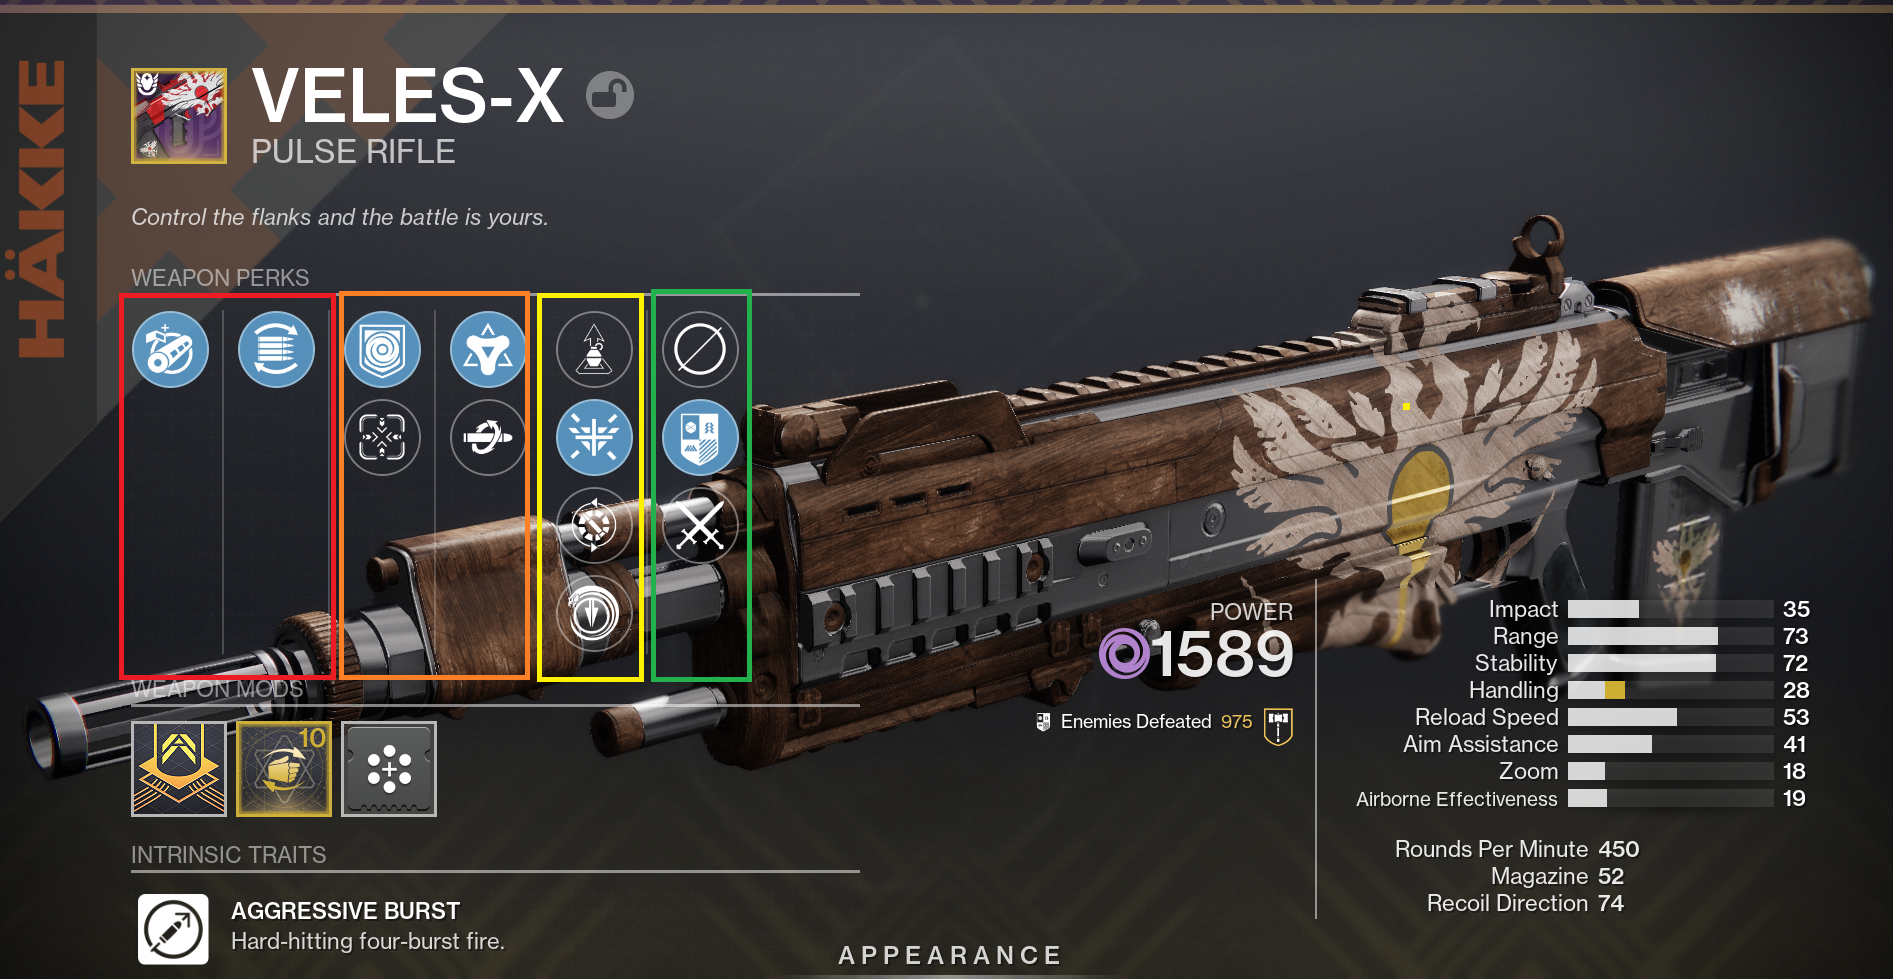 HÄKKE
VELES-X
PULSE RIFLE
Control the flanks and the battle is yours.
WEAPON PERKS
WEAPON MODS
10
INTRINSIC TRAITS
AGGRESSIVE BURST
Hard-hitting four-burst fire.
POWER
1589
Enemies Defeated 975
Impact 35
Range 73
Stability 72
Handling 28
Reload Speed 53
Aim Assistance 41
Zoom 18
Airborne Effectiveness 19
Rounds Per Minute 450
Magazine 52
Recoil Direction 74
APPEARANCE